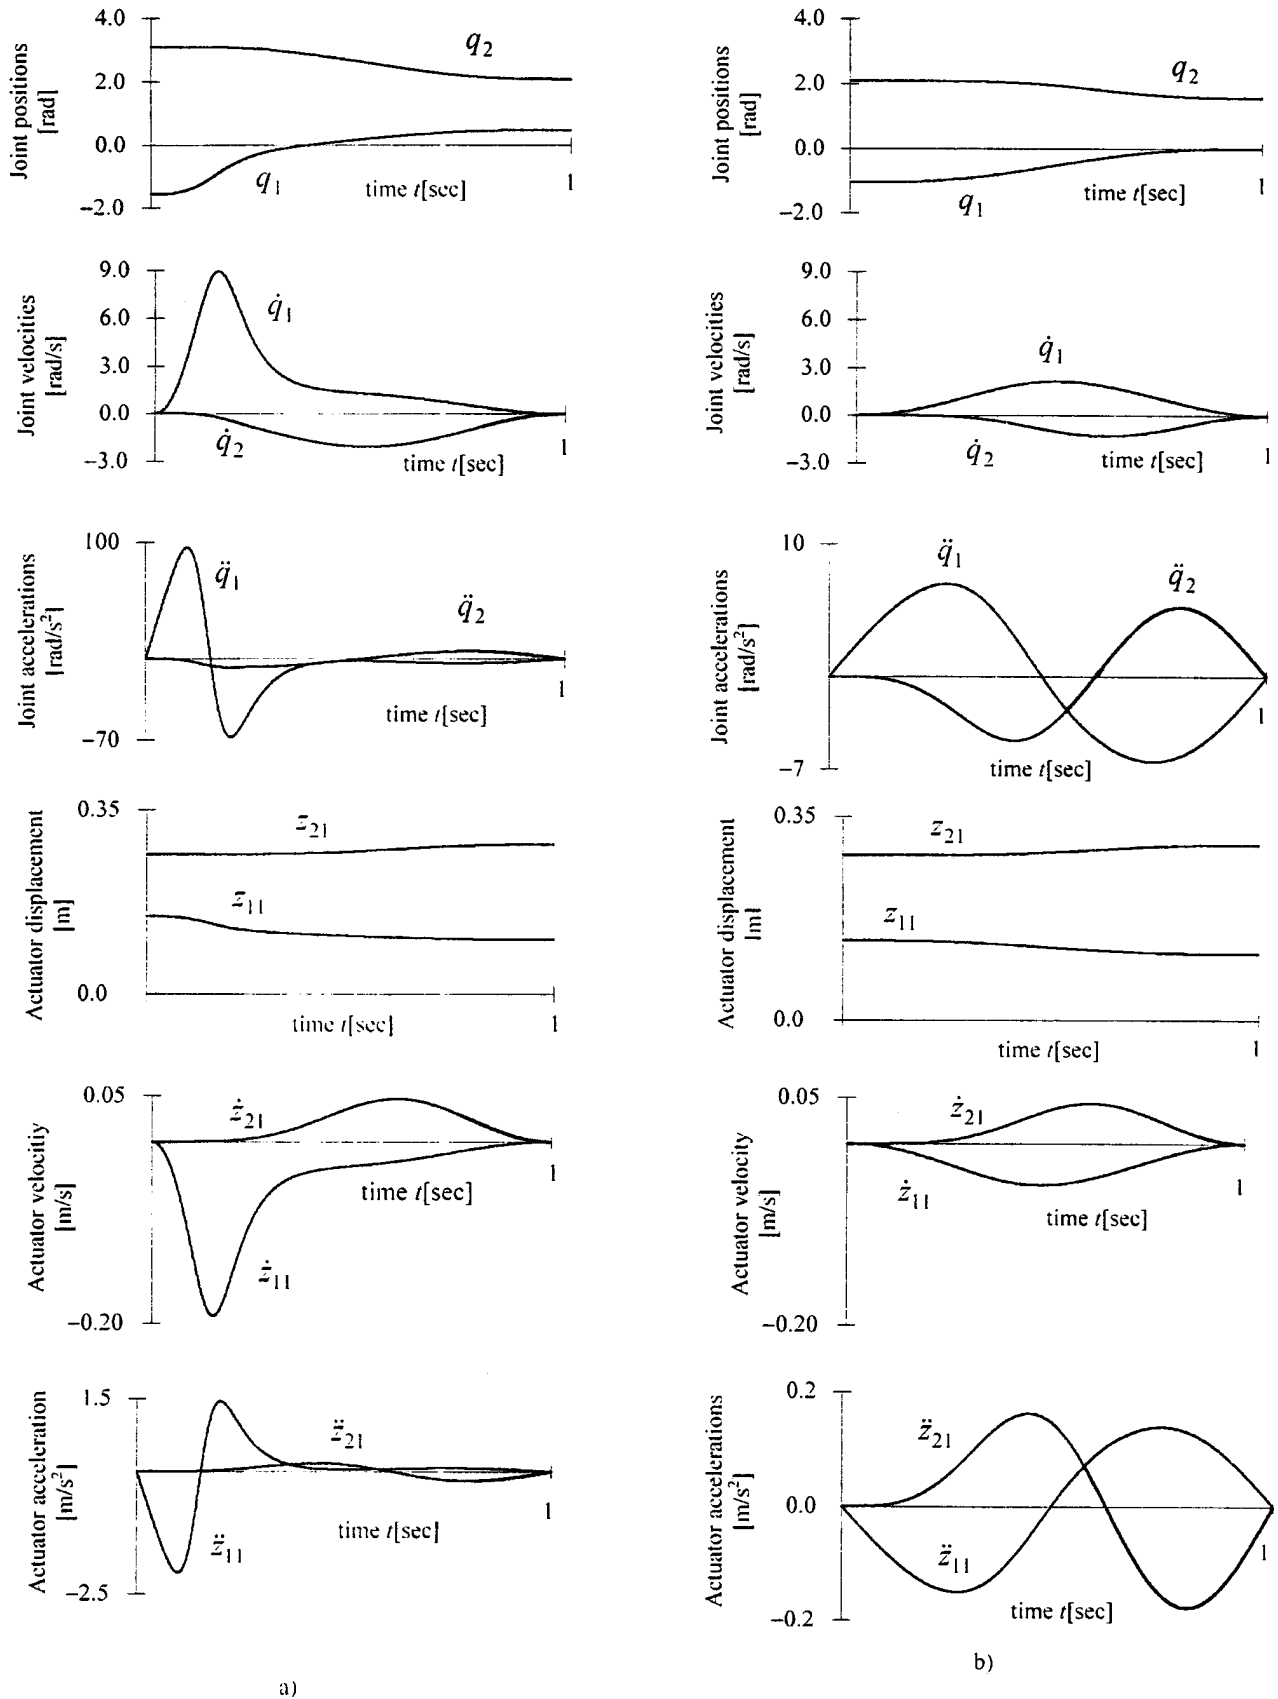 4.0
2.0
0.0
−2.0
Joint positions
[rad]
q2
q1
time t[sec]
1
9.0
6.0
3.0
0.0
−3.0
Joint velocities
[rad/s]
q̇1
q̇2
time t[sec]
1
100
−70
Joint accelerations
[rad/s²]
q̈1
q̈2
time t[sec]
1
0.35
0.0
Actuator displacement
[m]
z21
z11
time t[sec]
1
0.05
−0.20
Actuator velocitiy
[m/s]
ż21
ż11
time t[sec]
1
1.5
−2.5
Actuator acceleration
[m/s²]
z̈21
z̈11
time t[sec]
1
a)
4.0
2.0
0.0
−2.0
Joint positions
[rad]
q2
q1
time t[sec]
1
9.0
6.0
3.0
0.0
−3.0
Joint velocities
[rad/s]
q̇1
q̇2
time t[sec]
1
10
−7
Joint accelerations
[rad/s²]
q̈1
q̈2
time t[sec]
1
0.35
0.0
Actuator displacement
[m]
z21
z11
time t[sec]
1
0.05
−0.20
Actuator velocity
[m/s]
ż21
ż11
time t[sec]
1
0.2
0.0
−0.2
Actuator accelerations
[m/s²]
z̈21
z̈11
time t[sec]
1
b)